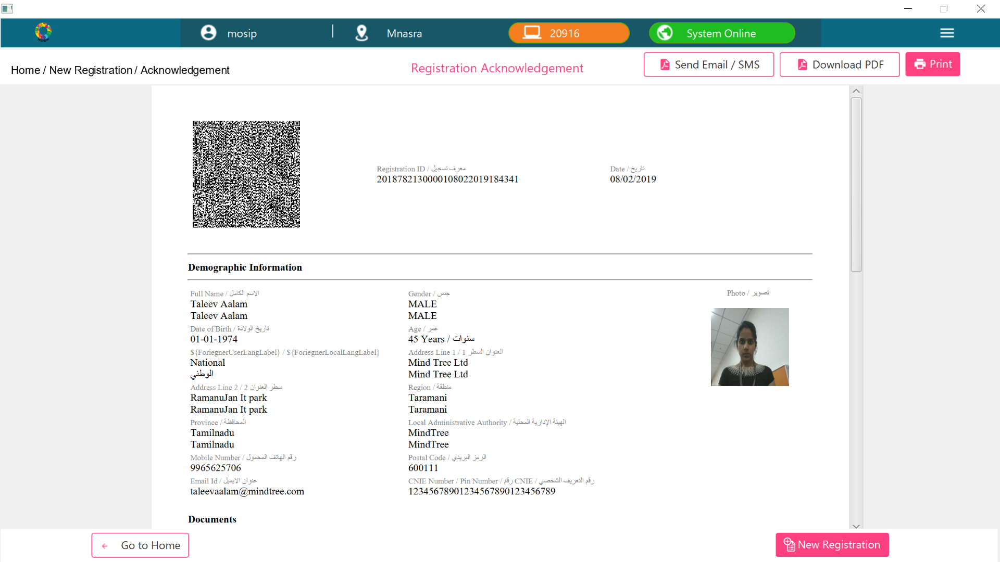 MOSIP
mosip | Mnasra
20916
System Online
Home / New Registration / Acknowledgement
Registration Acknowledgement
Send Email / SMS
Download PDF
Print
Registration ID / معرف تسجيل
20187821300001080220191​84341
Date / تاريخ
08/02/2019
Demographic Information
Full Name / الاسم الكامل
Taleev Aalam
Taleev Aalam
Gender / جنس
MALE
MALE
Photo / تصوير
Date of Birth / تاريخ الولادة
01-01-1974
Age / عمر
45 Years / سنوات
${ForiegnerUserLangLabel} / ${ForiegnerLocalLangLabel}
National
الوطني
Address Line 1 / العنوان السطر 1
Mind Tree Ltd
Mind Tree Ltd
Address Line 2 / سطر العنوان 2
RamanuJan It park
RamanuJan It park
Region / منطقة
Taramani
Taramani
Province / المحافظة
Tamilnadu
Tamilnadu
Local Administrative Authority / الهيئة الإدارية المحلية
MindTree
MindTree
Mobile Number / رقم الهاتف المحمول
9965625706
Postal Code / الرمز البريدي
600111
Email Id / عنوان الايميل
taleevaalam@mindtree.com
CNIE Number / Pin Number / رقم CNIE / رقم التعريف الشخصي
12345678901234567890123456789
Documents
Go to Home
New Registration